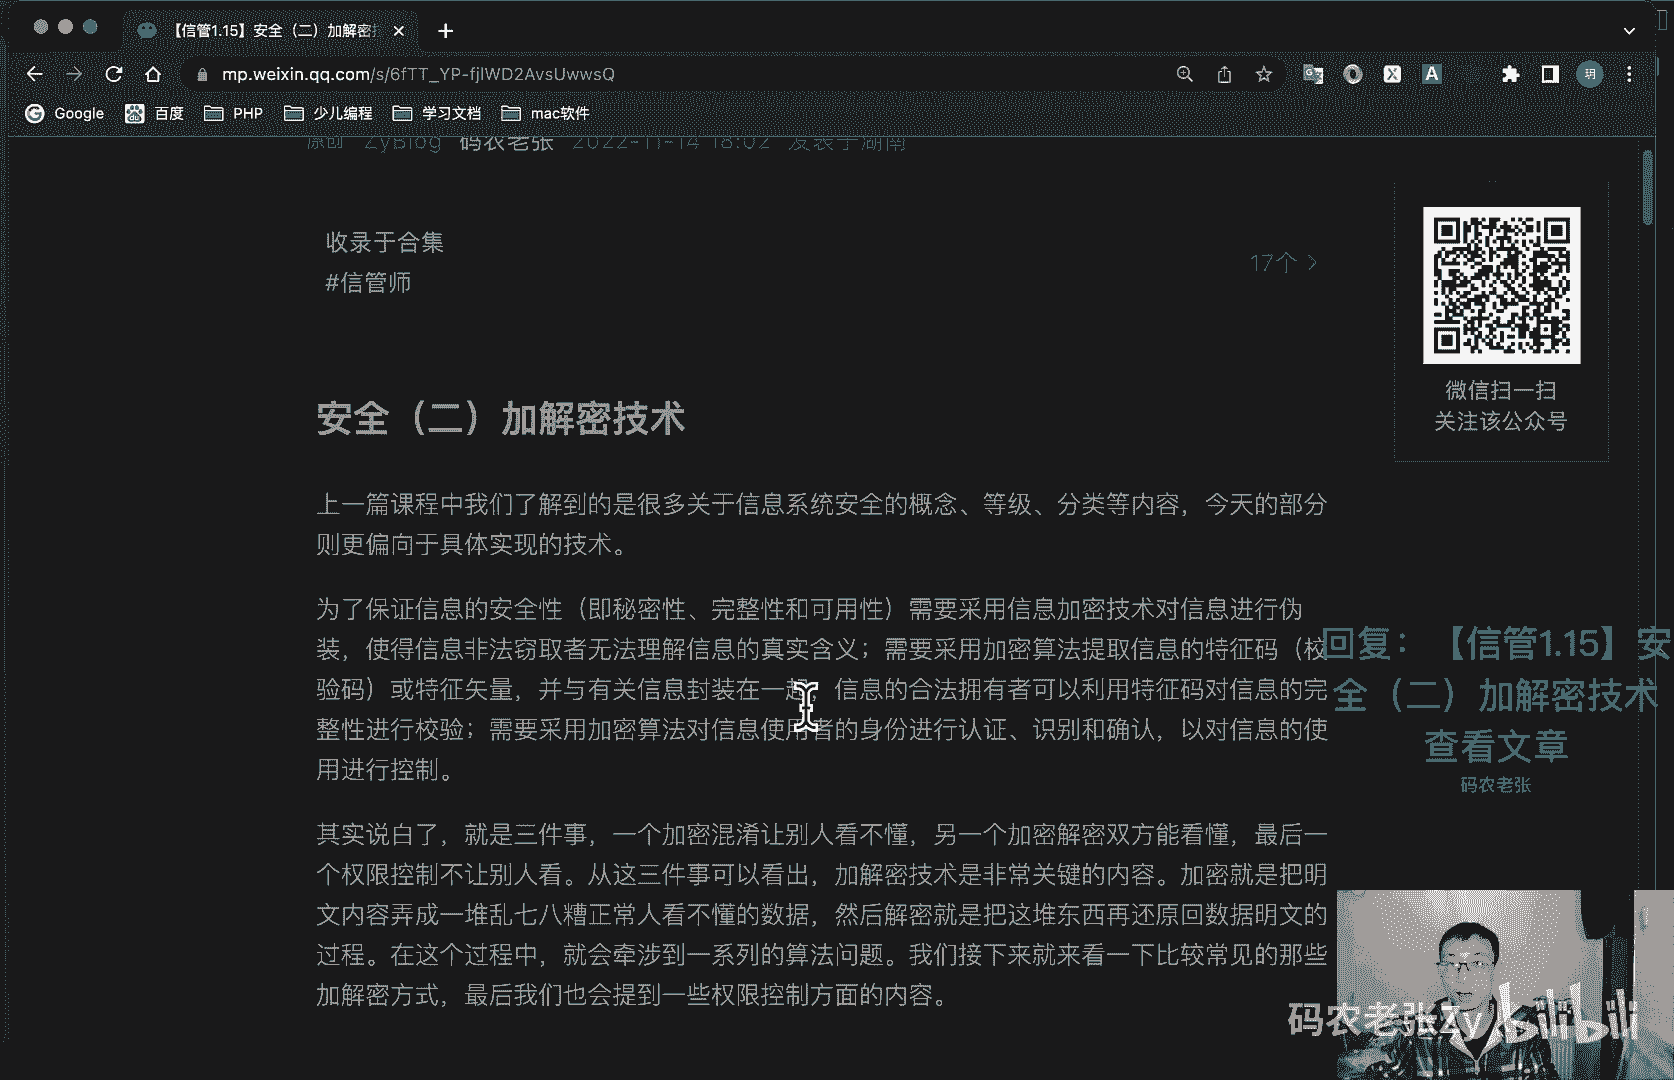 【信管1.15】安全（二）加解密
mp.weixin.qq.com/s/6fTT_YP-fjlWD2AvsUwwsQ
Google 百度 PHP 少儿编程 学习文档 mac软件
原创 ZyBlog 码农老张 2022-11-14 18:02 发表于湖南
收录于合集
#信管师
17个 >
微信扫一扫
关注该公众号
安全（二）加解密技术
上一篇课程中我们了解到的是很多关于信息系统安全的概念、等级、分类等内容，今天的部分
则更偏向于具体实现的技术。
为了保证信息的安全性（即秘密性、完整性和可用性）需要采用信息加密技术对信息进行伪
装，使得信息非法窃取者无法理解信息的真实含义；需要采用加密算法提取信息的特征码（校
验码）或特征矢量，并与有关信息封装在一起，信息的合法拥有者可以利用特征码对信息的完
整性进行校验；需要采用加密算法对信息使用者的身份进行认证、识别和确认，以对信息的使
用进行控制。
其实说白了，就是三件事，一个加密混淆让别人看不懂，另一个加密解密双方能看懂，最后一
个权限控制不让别人看。从这三件事可以看出，加解密技术是非常关键的内容。加密就是把明
文内容弄成一堆乱七八糟正常人看不懂的数据，然后解密就是把这堆东西再还原回数据明文的
过程。在这个过程中，就会牵涉到一系列的算法问题。我们接下来就来看一下比较常见的那些
加解密方式，最后我们也会提到一些权限控制方面的内容。
回复：【信管1.15】安
全（二）加解密技术
查看文章
码农老张
码农老张Zy bilibili